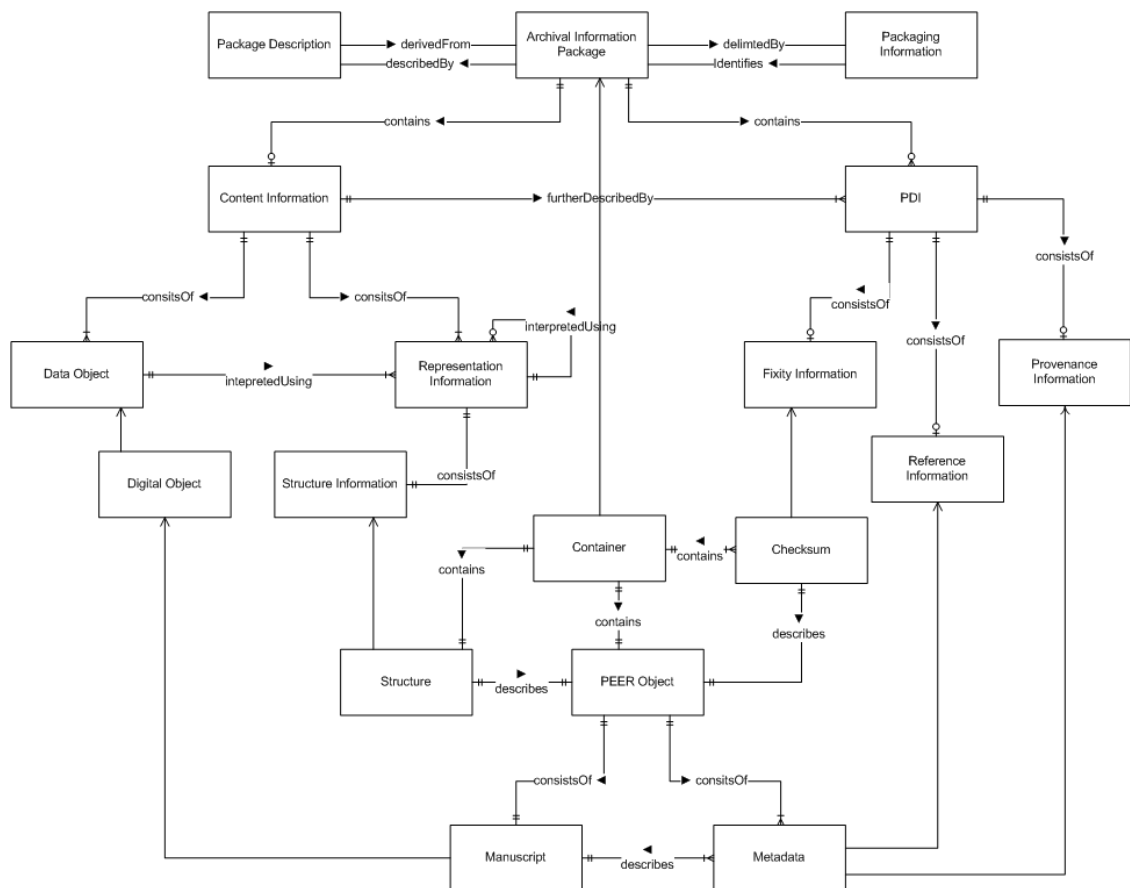 Package Description
derivedFrom
describedBy
Archival Information
Package
delimtedBy
Identifies
Packaging
Information
contains
contains
Content Information
furtherDescribedBy
PDI
consistsOf
consitsOf
consitsOf
consistsOf
interpretedUsing
consistsOf
Data Object
intepretedUsing
Representation
Information
Fixity Information
Provenance
Information
Digital Object
Structure Information
consistsOf
Reference
Information
Container
contains
Checksum
contains
contains
describes
Structure
describes
PEER Object
consistsOf
consitsOf
Manuscript
describes
Metadata